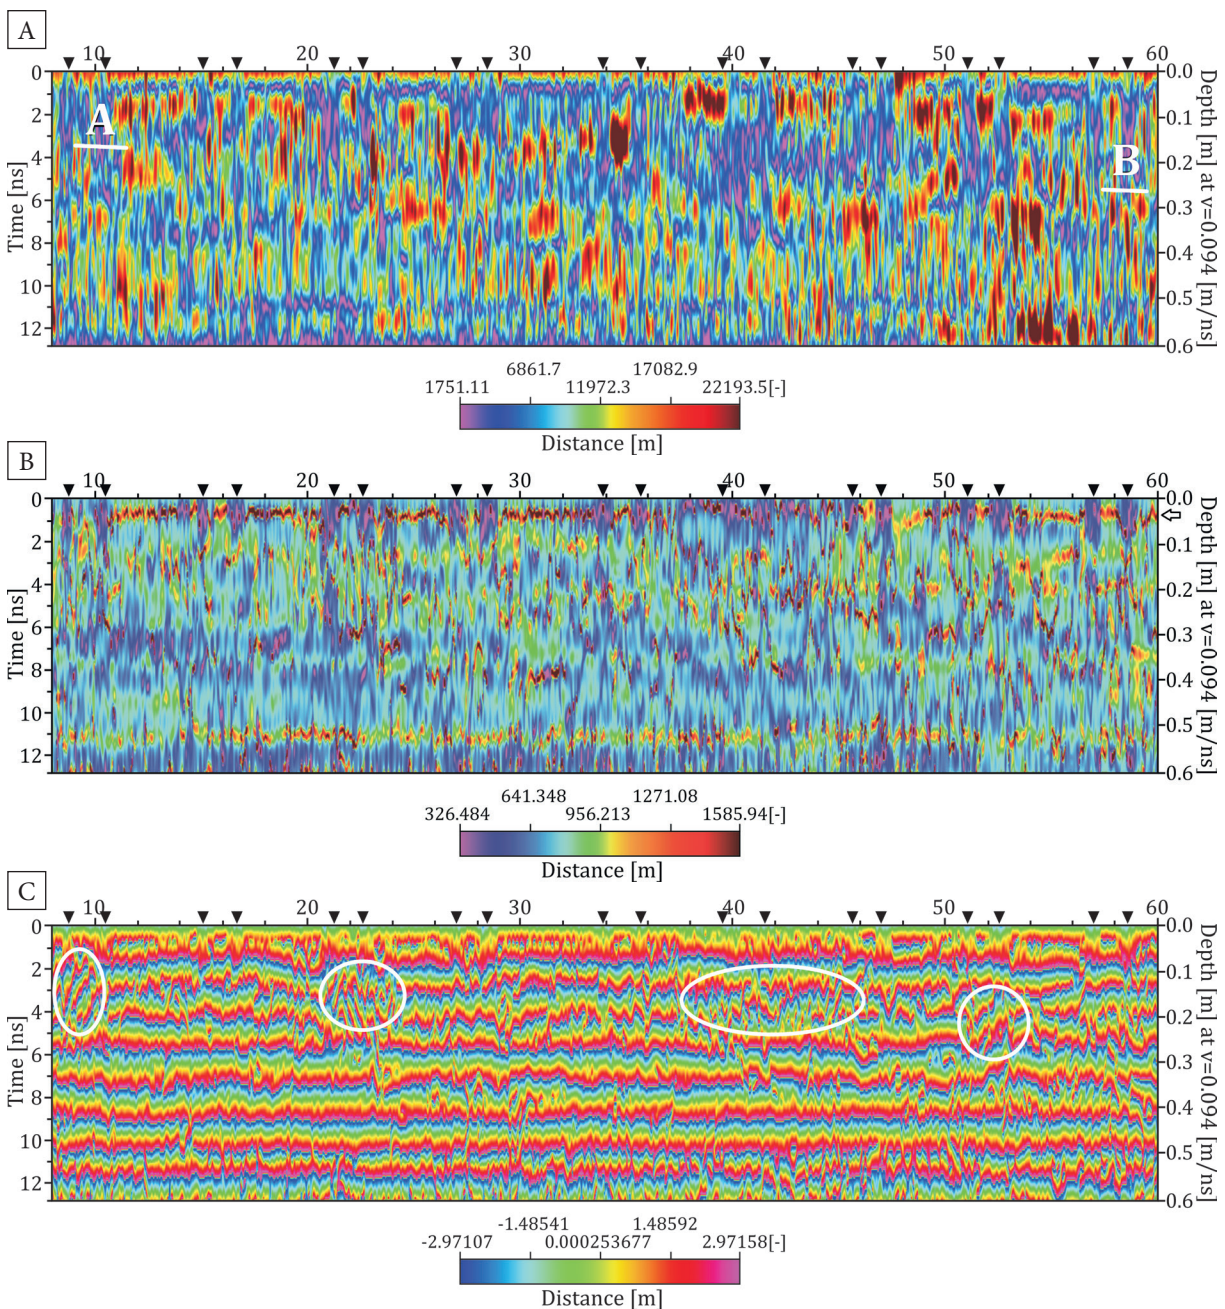 A
10 20 30 40 50 60
0 0.0
2 0.1
A
4 0.2
B
6 0.3
8 0.4
10 0.5
12 0.6
Time [ns]
Depth [m] at v=0.094 [m/ns]
6861.7 17082.9
1751.11 11972.3 22193.5[-]
Distance [m]
B
10 20 30 40 50 60
0 0.0
2 0.1
4 0.2
6 0.3
8 0.4
10 0.5
12 0.6
Time [ns]
Depth [m] at v=0.094 [m/ns]
641.348 1271.08
326.484 956.213 1585.94[-]
Distance [m]
C
10 20 30 40 50 60
0 0.0
2 0.1
4 0.2
6 0.3
8 0.4
10 0.5
12 0.6
Time [ns]
Depth [m] at v=0.094 [m/ns]
-1.48541 1.48592
-2.97107 0.000253677 2.97158[-]
Distance [m]